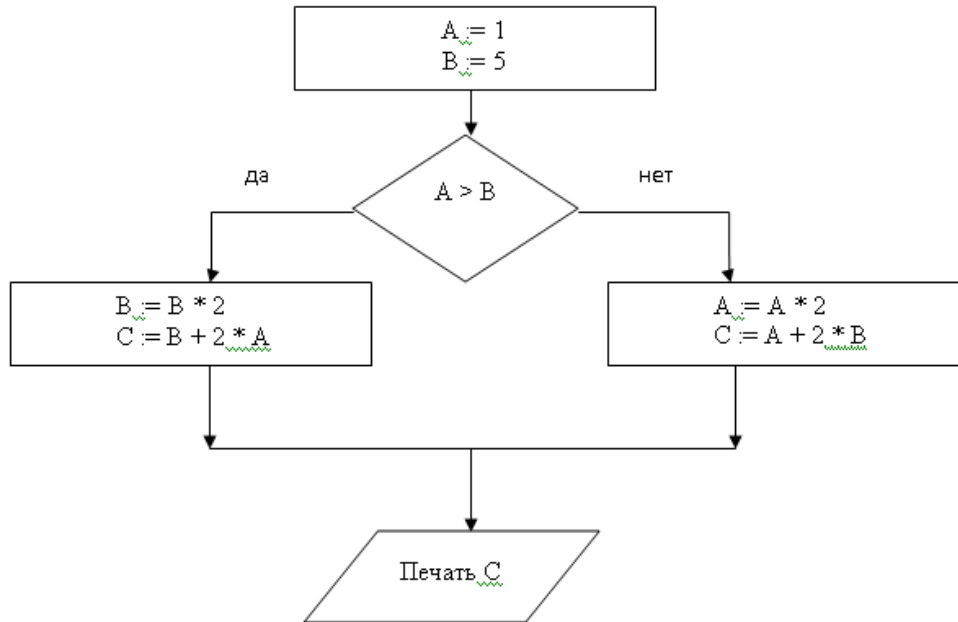 A := 1
B := 5
да
нет
A > B
B := B * 2
C := B + 2 * A
A := A * 2
C := A + 2 * B
Печать C